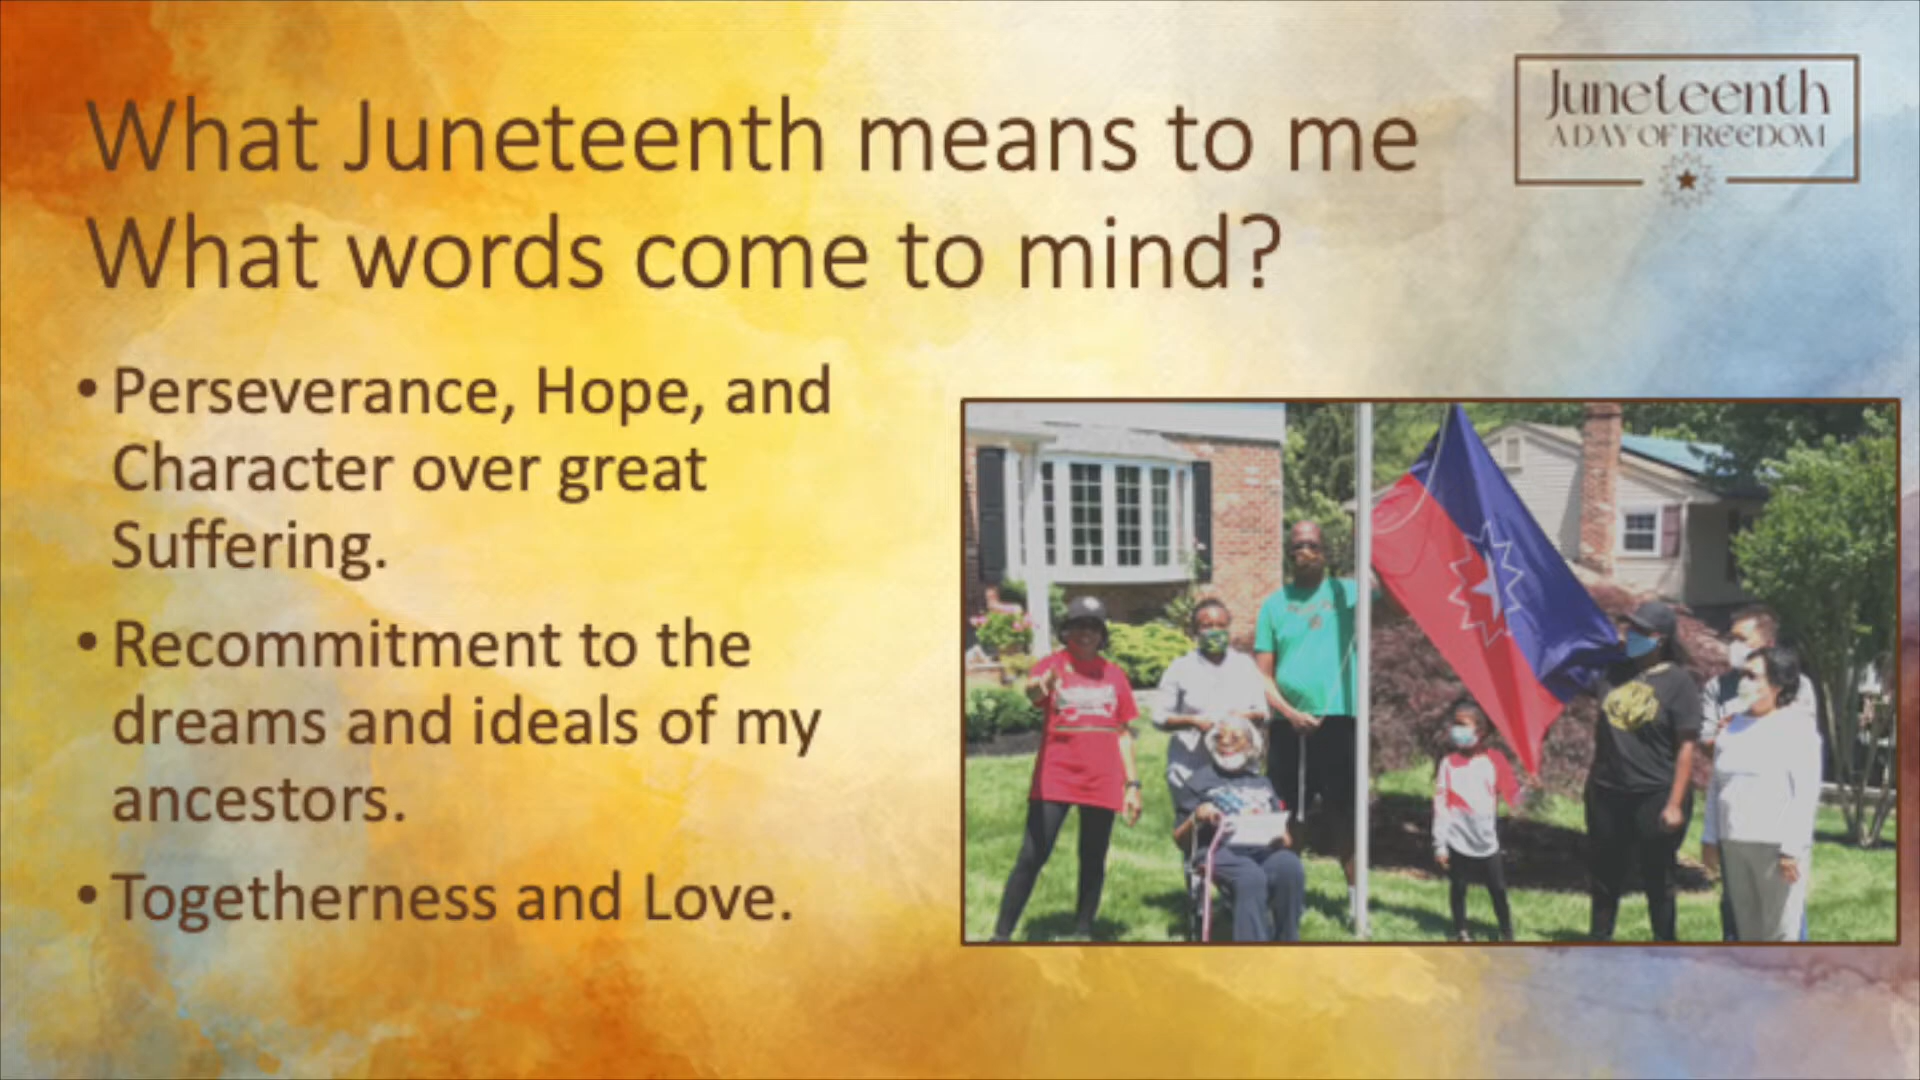 What Juneteenth means to me
What words come to mind?
Juneteenth
A DAY OF FREEDOM
• Perseverance, Hope, and
Character over great
Suffering.
• Recommitment to the
dreams and ideals of my
ancestors.
• Togetherness and Love.